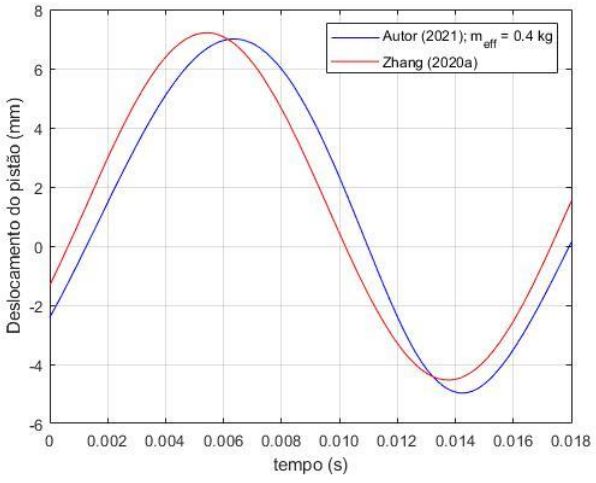 8
6
4
2
0
-2
-4
-6
Deslocamento do pistão (mm)
Autor (2021); m_eff = 0.4 kg
Zhang (2020a)
0 0.002 0.004 0.006 0.008 0.010 0.012 0.014 0.016 0.018
tempo (s)